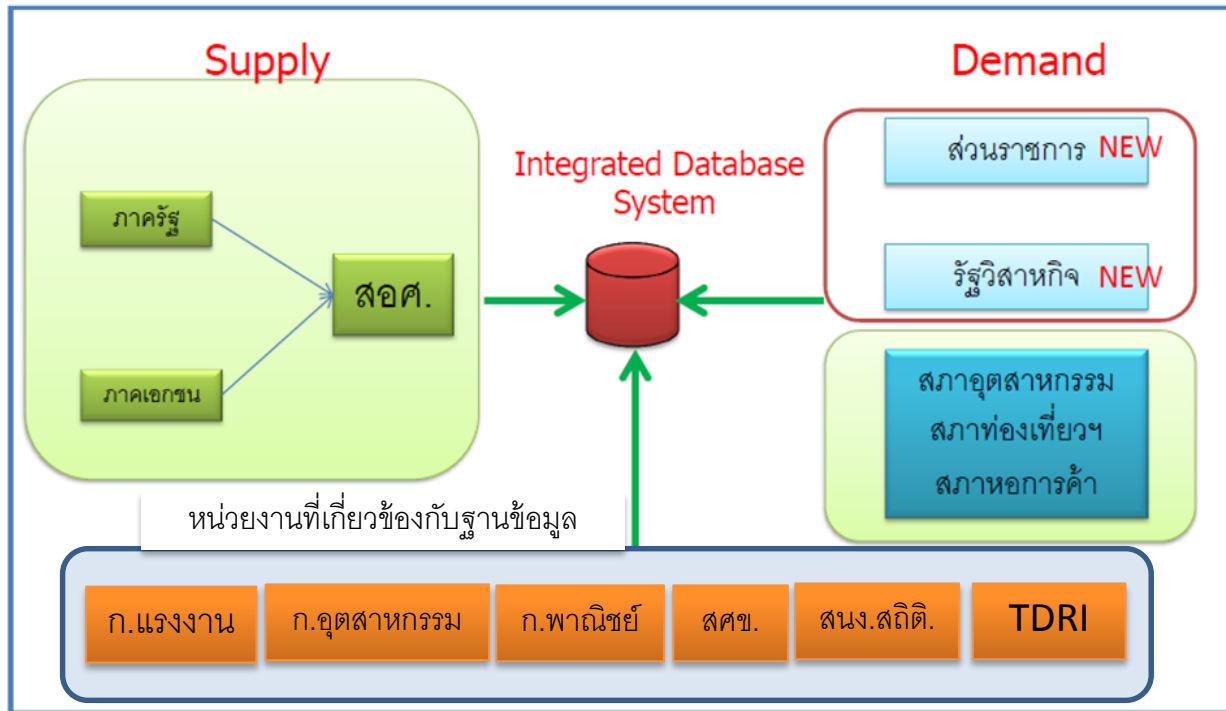 Supply
ภาครัฐ
สอศ.
ภาคเอกชน
Integrated Database
System
Demand
ส่วนราชการ NEW
รัฐวิสาหกิจ NEW
สภาอุตสาหกรรม
สภาท่องเที่ยวฯ
สภาหอการค้า
หน่วยงานที่เกี่ยวข้องกับฐานข้อมูล
ก.แรงงาน
ก.อุตสาหกรรม
ก.พาณิชย์
สศช.
สนง.สถิติ.
TDRI